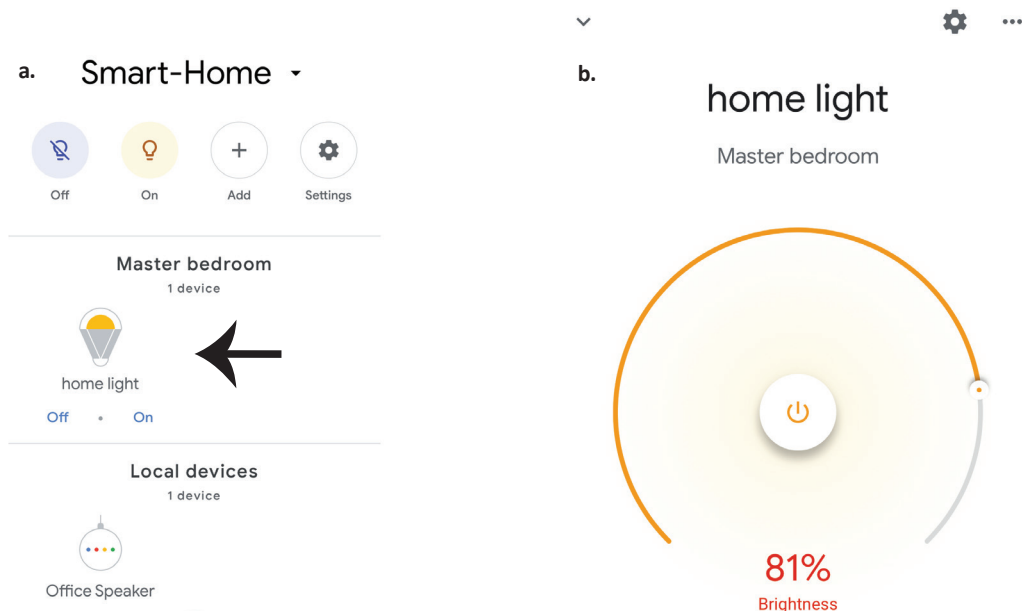 a.
Smart-Home
Off
On
Add
Settings
Master bedroom
1 device
home light
Off • On
Local devices
1 device
Office Speaker
b.
home light
Master bedroom
81%
Brightness